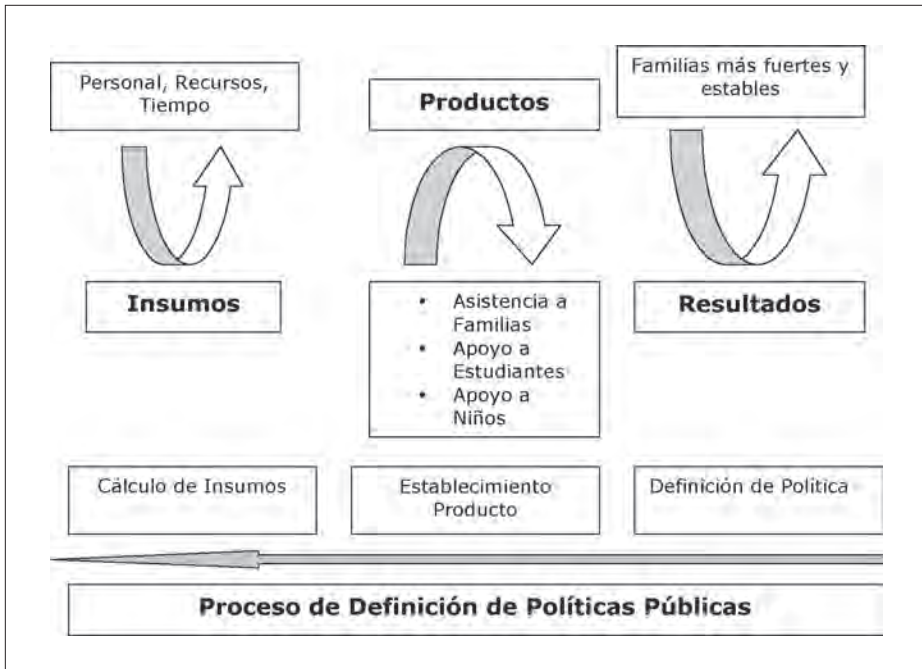 Personal, Recursos,
Tiempo
Productos
Familias más fuertes y
estables
Insumos
• Asistencia a
Familias
• Apoyo a
Estudiantes
• Apoyo a
Niños
Resultados
Cálculo de Insumos
Establecimiento
Producto
Definición de Política
Proceso de Definición de Políticas Públicas